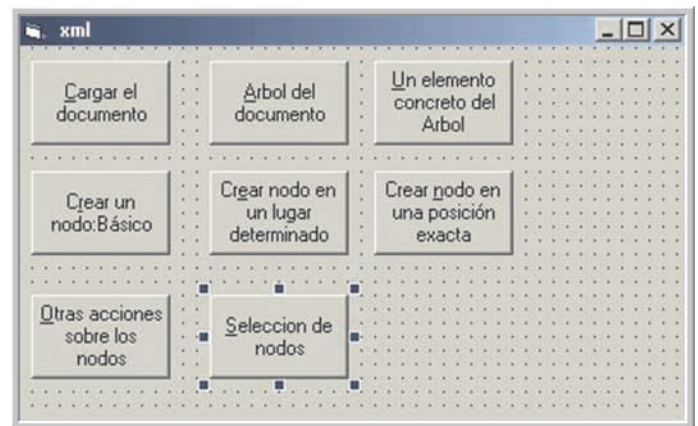 xml
Cargar el
documento
Arbol del
documento
Un elemento
concreto del
Arbol
Crear un
nodo:Básico
Crear nodo en
un lugar
determinado
Crear nodo en
una posición
exacta
Otras acciones
sobre los
nodos
Seleccion de
nodos